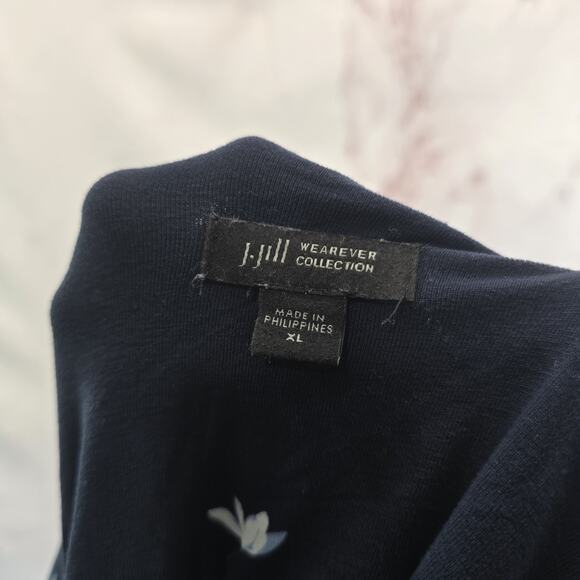 J.Jill WEAREVER
COLLECTION
MADE IN
PHILIPPINES
XL